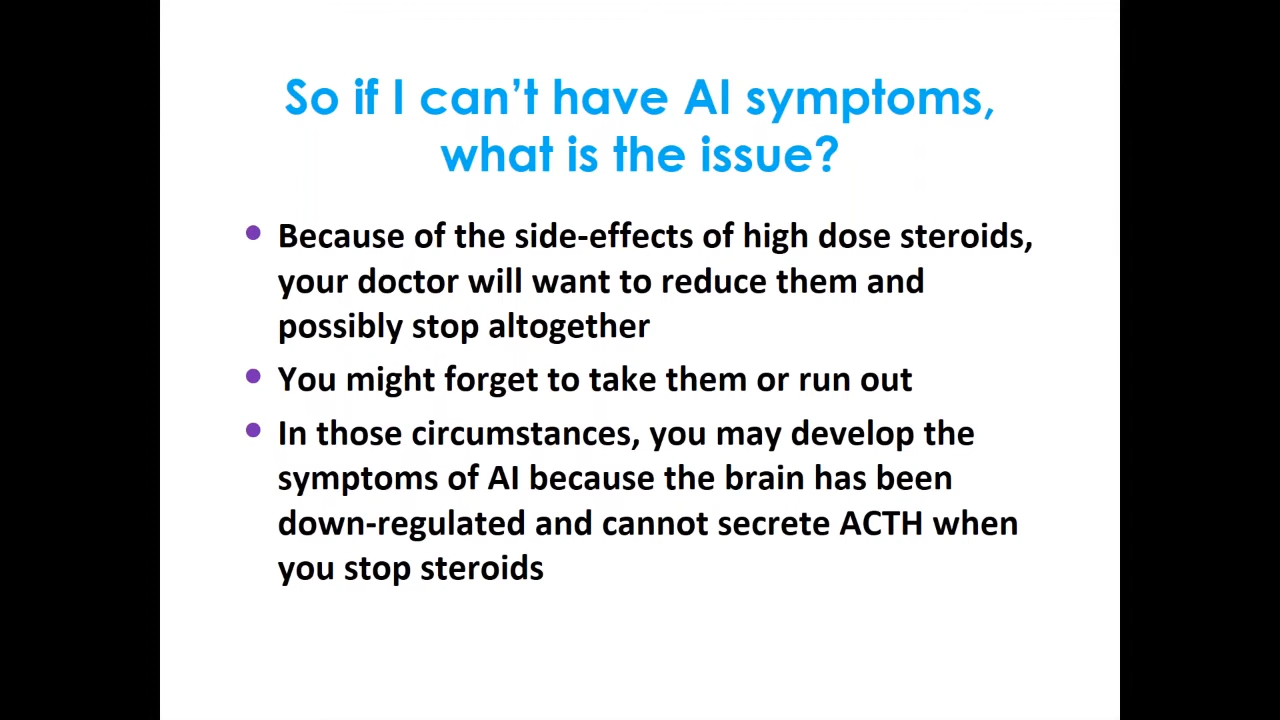 So if I can’t have AI symptoms,
what is the issue?
• Because of the side-effects of high dose steroids,
your doctor will want to reduce them and
possibly stop altogether
• You might forget to take them or run out
• In those circumstances, you may develop the
symptoms of AI because the brain has been
down-regulated and cannot secrete ACTH when
you stop steroids